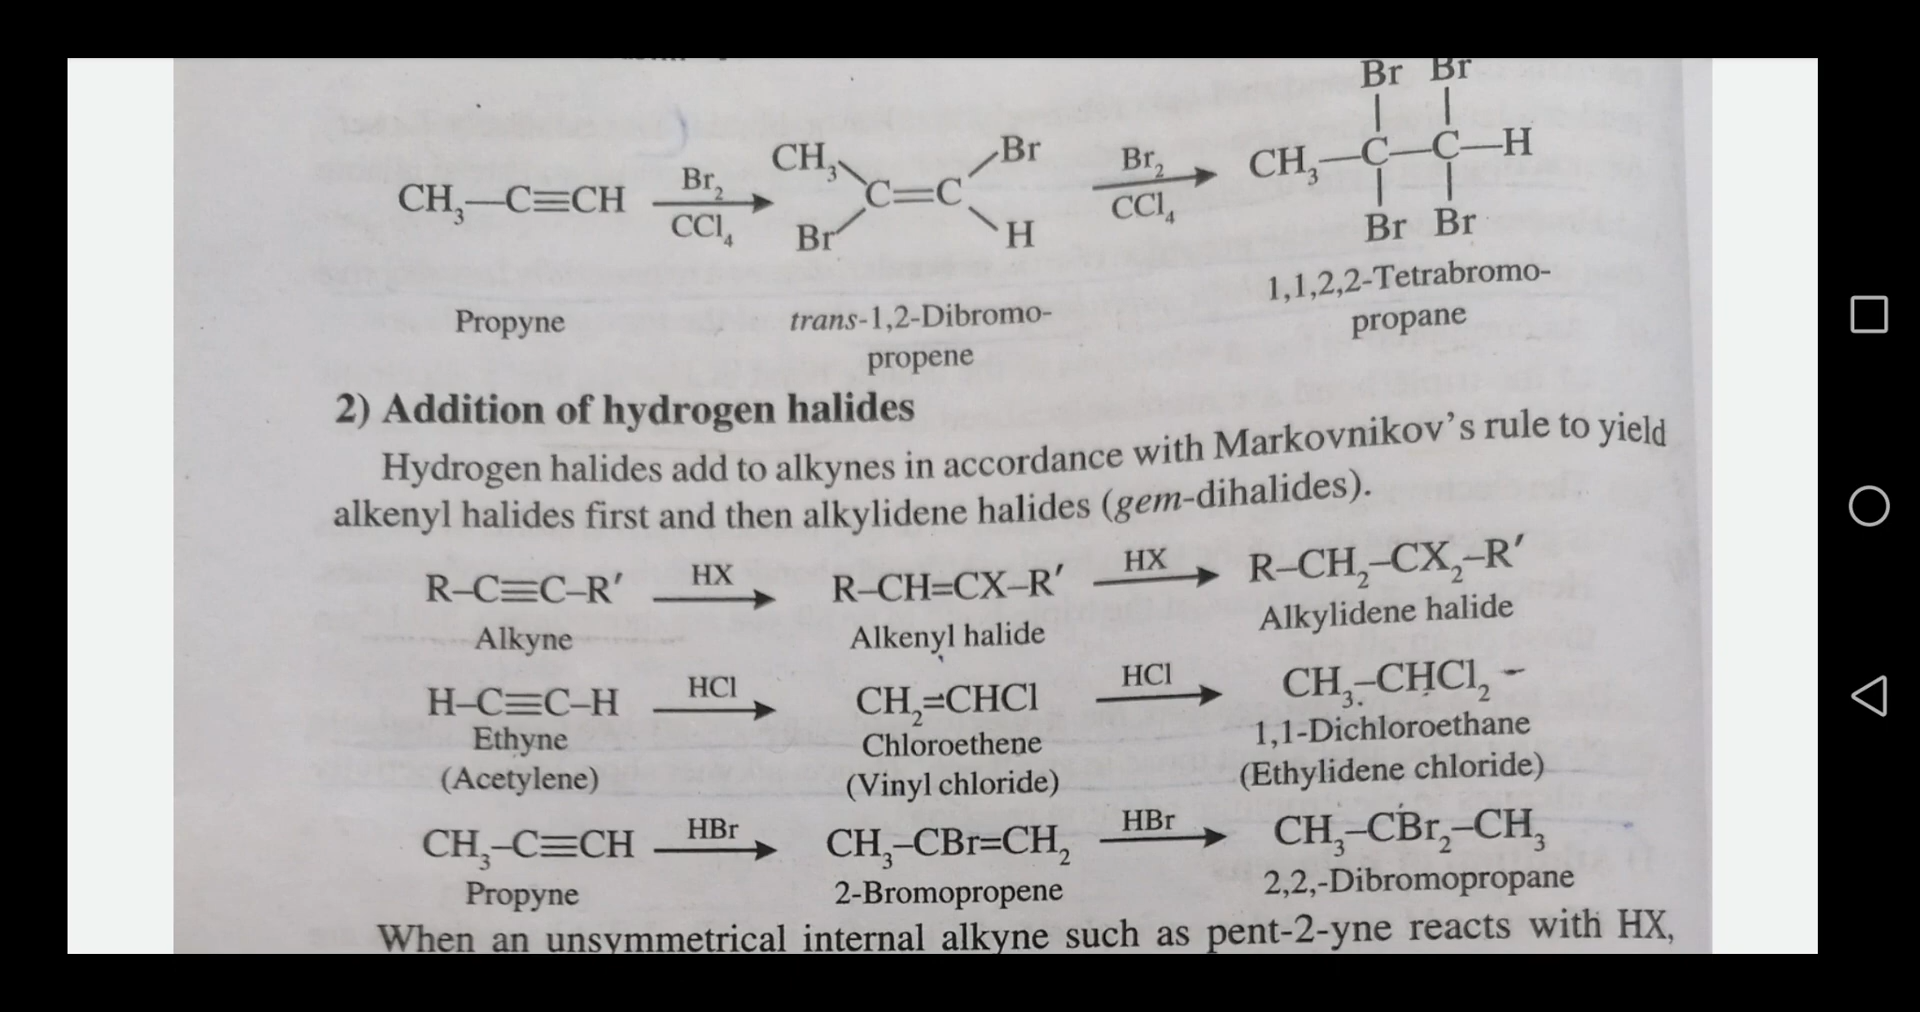 Br Br
CH₃—C≡CH Br₂ CCl₄ CH₃ Br C=C Br H Br₂ CCl₄ CH₃—C—C—H
Br Br
Propyne trans-1,2-Dibromo-propene 1,1,2,2-Tetrabromo-propane
2) Addition of hydrogen halides
Hydrogen halides add to alkynes in accordance with Markovnikov's rule to yield
alkenyl halides first and then alkylidene halides (gem-dihalides).
R–C≡C–R′ HX R–CH=CX–R′ HX R–CH₂–CX₂–R′
Alkyne Alkenyl halide Alkylidene halide
H–C≡C–H HCl CH₂=CHCl HCl CH₃–CHCl₂
Ethyne Chloroethene 1,1-Dichloroethane
(Acetylene) (Vinyl chloride) (Ethylidene chloride)
CH₃–C≡CH HBr CH₃–CBr=CH₂ HBr CH₃–CBr₂–CH₃
Propyne 2-Bromopropene 2,2,-Dibromopropane
When an unsymmetrical internal alkyne such as pent-2-yne reacts with HX,